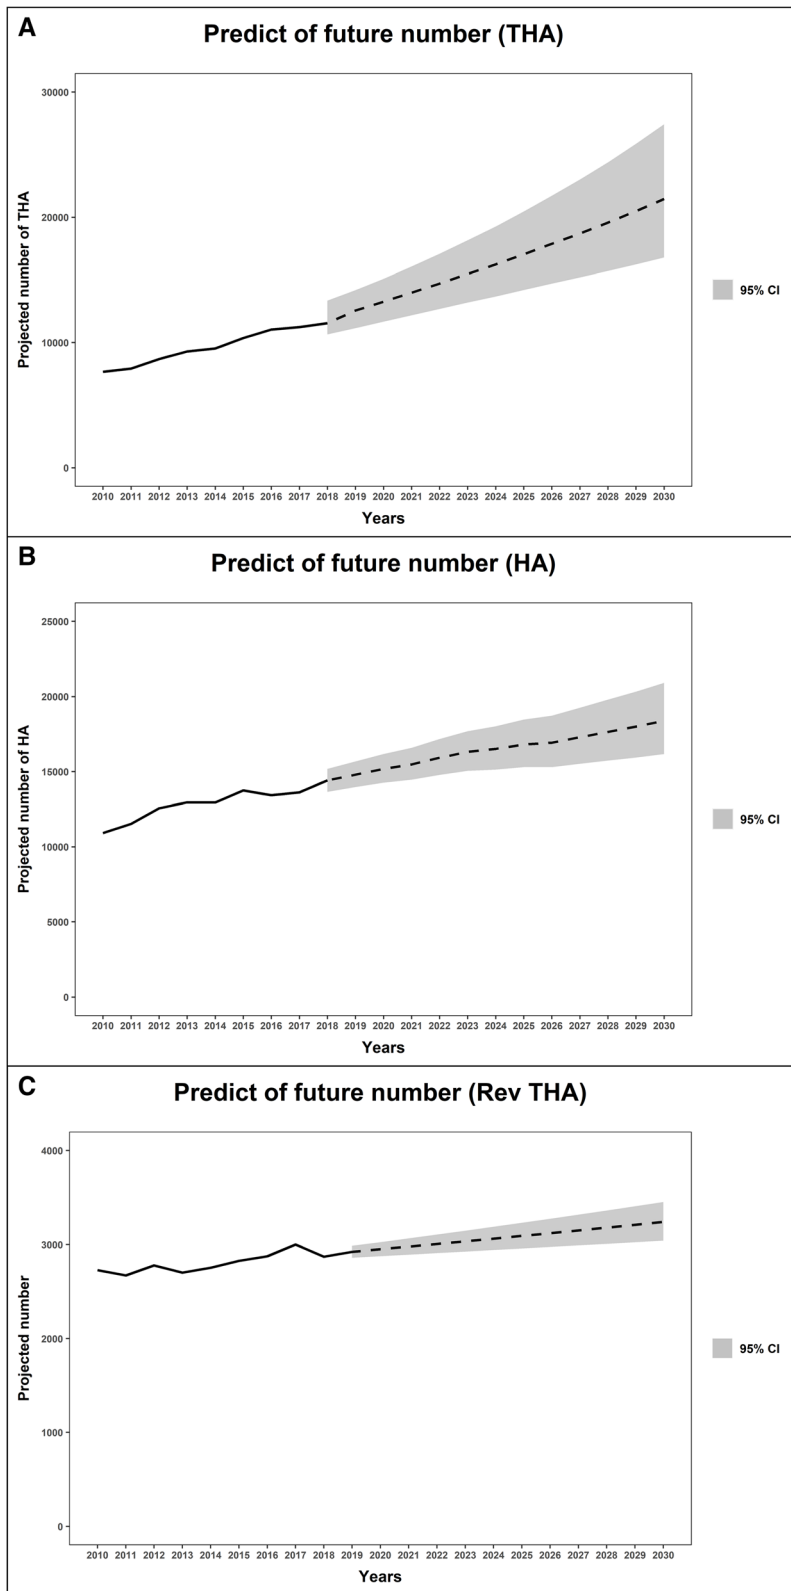 A
Predict of future number (THA)
30000
20000
10000
0
Projected number of THA
2010 2011 2012 2013 2014 2015 2016 2017 2018 2019 2020 2021 2022 2023 2024 2025 2026 2027 2028 2029 2030
Years
95% CI
B
Predict of future number (HA)
25000
20000
15000
10000
5000
0
Projected number of HA
2010 2011 2012 2013 2014 2015 2016 2017 2018 2019 2020 2021 2022 2023 2024 2025 2026 2027 2028 2029 2030
Years
95% CI
C
Predict of future number (Rev THA)
4000
3000
2000
1000
0
Projected number
2010 2011 2012 2013 2014 2015 2016 2017 2018 2019 2020 2021 2022 2023 2024 2025 2026 2027 2028 2029 2030
Years
95% CI